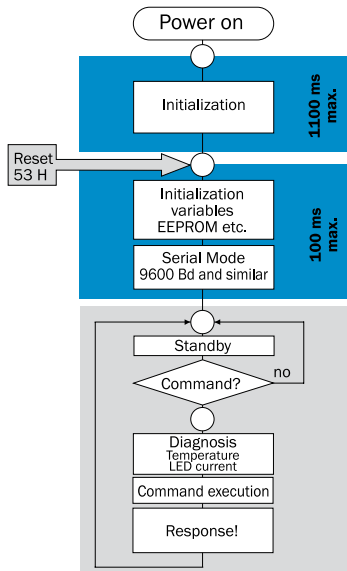 Power on
Initialization
1100 ms
max.
Reset
53 H
Initialization
variables
EEPROM etc.
100 ms
max.
Serial Mode
9600 Bd and similar
Standby
Command?
no
Diagnosis
Temperature
LED current
Command execution
Response!